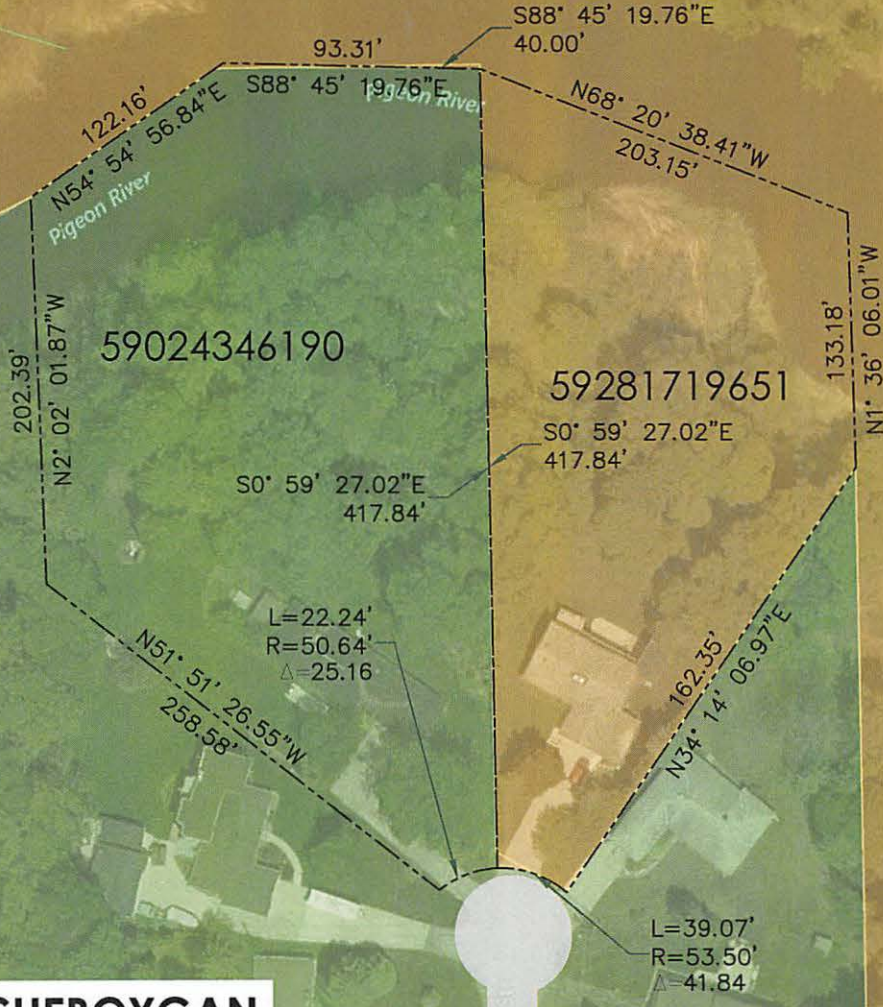 S88° 45' 19.76"E
40.00'
93.31'
S88° 45' 19.76"E
Pigeon River
122.16'
N54° 54' 56.84"E
Pigeon River
N68° 20' 38.41"W
203.15'
202.39'
N2° 02' 01.87"W
59024346190
59281719651
133.18'
N1° 36' 06.01"W
S0° 59' 27.02"E
417.84'
S0° 59' 27.02"E
417.84'
L=22.24'
R=50.64'
Δ=25.16
N51° 51' 26.55"W
258.58'
162.35'
N34° 14' 06.97"E
L=39.07'
R=53.50'
Δ=41.84
SHEBOYGAN